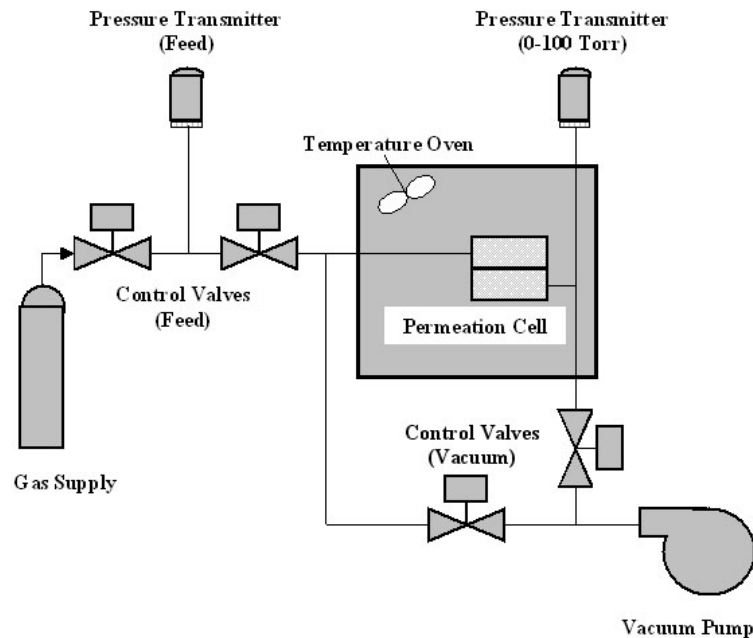 Pressure Transmitter
(Feed)
Pressure Transmitter
(0-100 Torr)
Temperature Oven
Control Valves
(Feed)
Permeation Cell
Control Valves
(Vacuum)
Gas Supply
Vacuum Pump